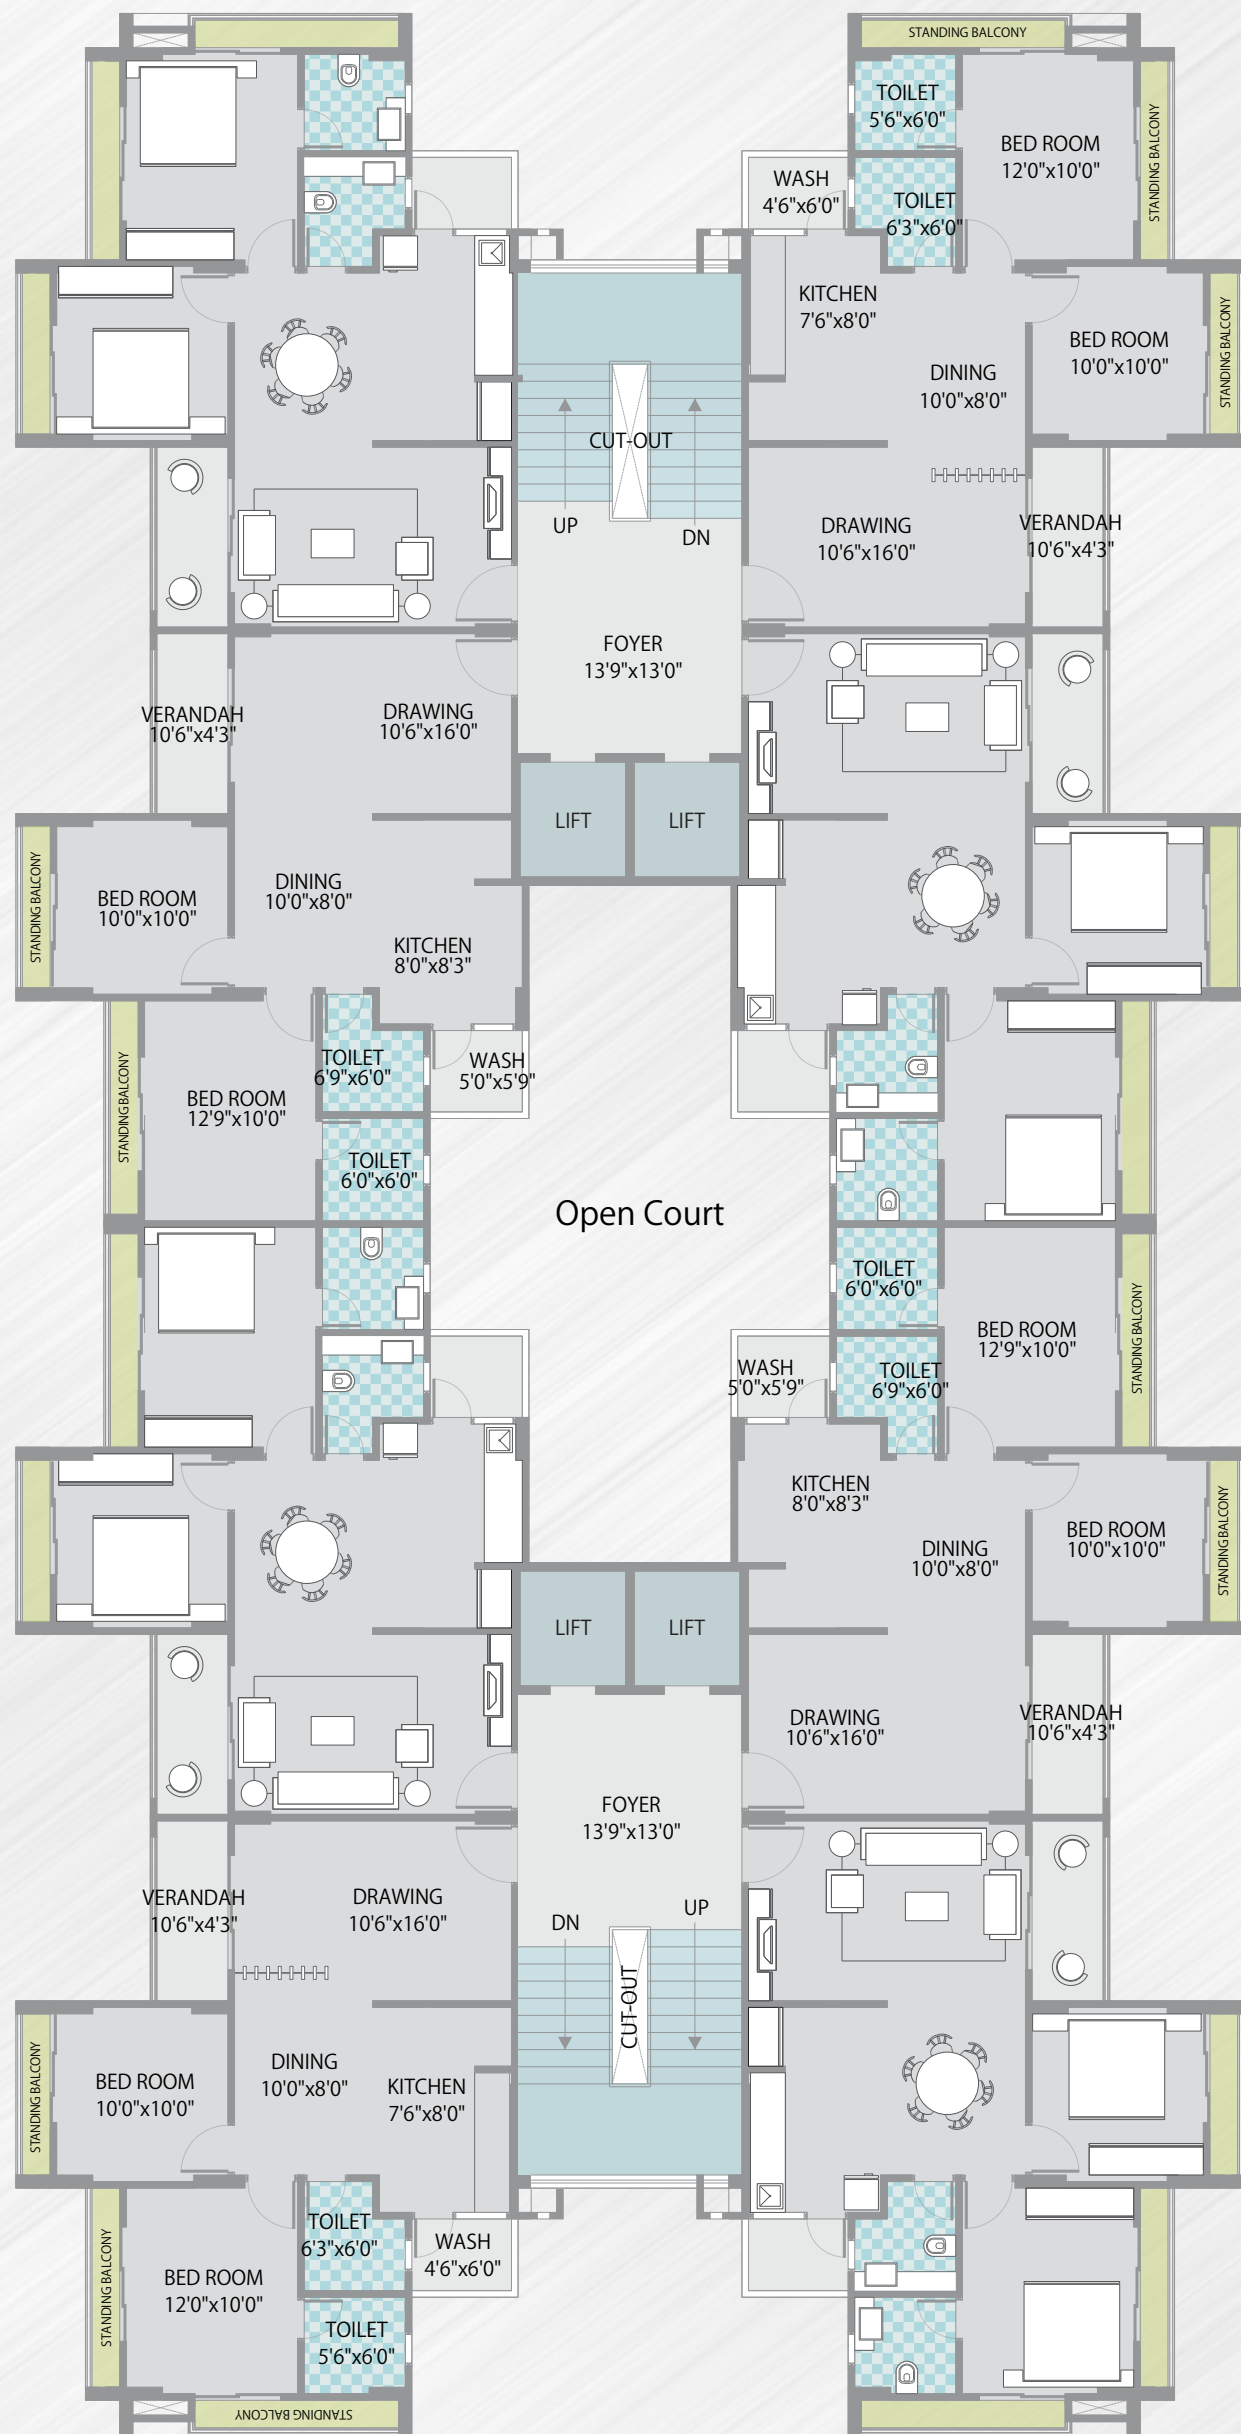 STANDING BALCONY
TOILET
5'6"x6'0"
BED ROOM
12'0"x10'0"
STANDING BALCONY
WASH
4'6"x6'0"
TOILET
6'3"x6'0"
KITCHEN
7'6"x8'0"
BED ROOM
10'0"x10'0"
STANDING BALCONY
DINING
10'0"x8'0"
CUT-OUT
UP
DN
DRAWING
10'6"x16'0"
VERANDAH
10'6"x4'3"
FOYER
13'9"x13'0"
VERANDAH
10'6"x4'3"
DRAWING
10'6"x16'0"
LIFT
LIFT
STANDING BALCONY
BED ROOM
10'0"x10'0"
DINING
10'0"x8'0"
KITCHEN
8'0"x8'3"
STANDING BALCONY
BED ROOM
12'9"x10'0"
TOILET
6'9"x6'0"
WASH
5'0"x5'9"
TOILET
6'0"x6'0"
Open Court
TOILET
6'0"x6'0"
BED ROOM
12'9"x10'0"
STANDING BALCONY
WASH
5'0"x5'9"
TOILET
6'9"x6'0"
KITCHEN
8'0"x8'3"
DINING
10'0"x8'0"
BED ROOM
10'0"x10'0"
STANDING BALCONY
LIFT
LIFT
DRAWING
10'6"x16'0"
VERANDAH
10'6"x4'3"
FOYER
13'9"x13'0"
VERANDAH
10'6"x4'3"
DRAWING
10'6"x16'0"
DN
UP
CUT-OUT
STANDING BALCONY
BED ROOM
10'0"x10'0"
DINING
10'0"x8'0"
KITCHEN
7'6"x8'0"
STANDING BALCONY
BED ROOM
12'0"x10'0"
TOILET
6'3"x6'0"
WASH
4'6"x6'0"
TOILET
5'6"x6'0"
STANDING BALCONY